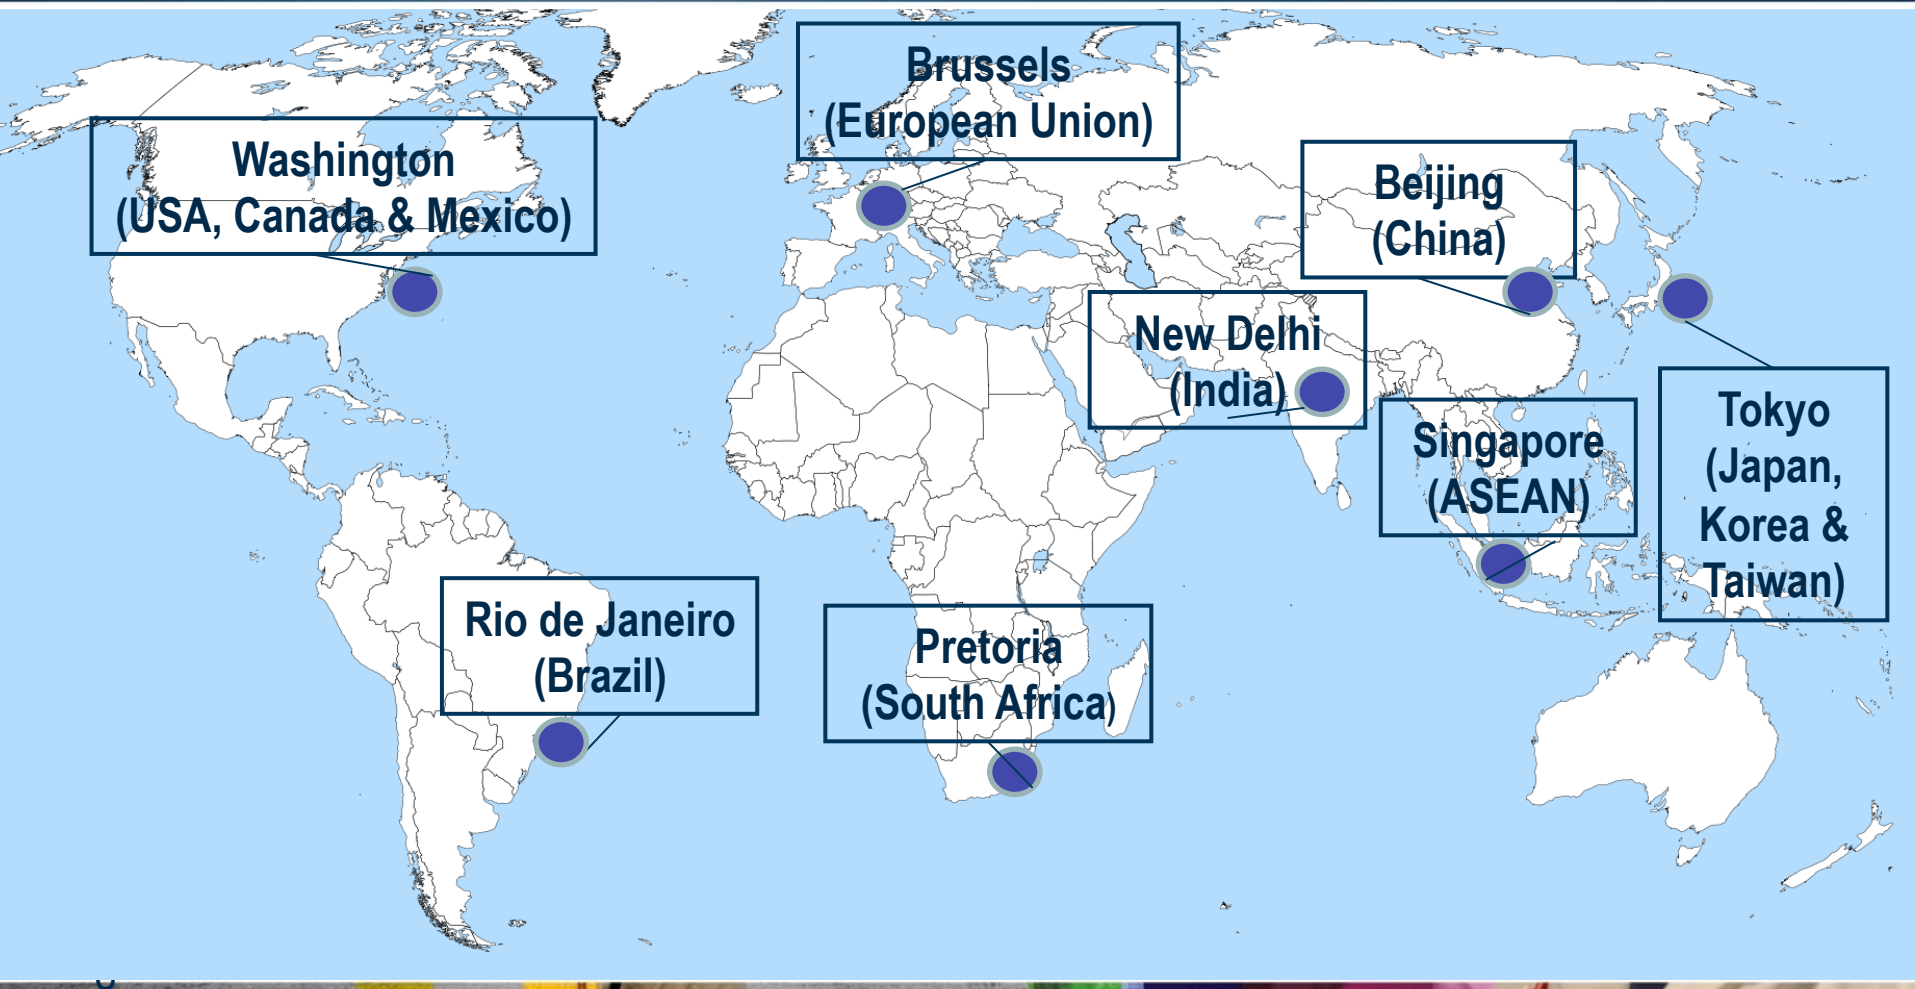 Brussels
(European Union)
Washington
(USA, Canada & Mexico)
Beijing
(China)
New Delhi
(India)
Tokyo
(Japan,
Korea &
Taiwan)
Singapore
(ASEAN)
Rio de Janeiro
(Brazil)
Pretoria
(South Africa)